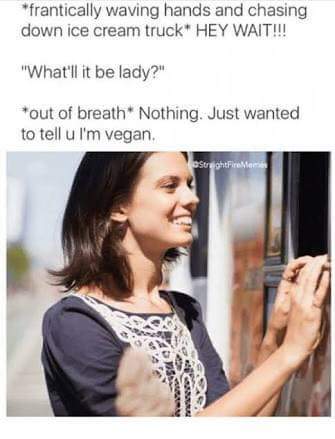 *frantically waving hands and chasing
down ice cream truck* HEY WAIT!!!
"What'll it be lady?"
*out of breath* Nothing. Just wanted
to tell u I'm vegan.
@StraightFireMemes